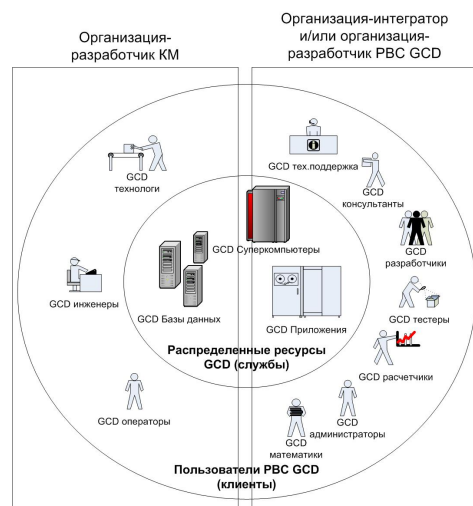 Организация-
разработчик КМ
Организация-интегратор
и/или организация-
разработчик РВС GCD
GCD
технологи
GCD тех.поддержка
GCD
консультанты
GCD Суперкомпьютеры
GCD
разработчики
GCD инженеры
GCD Базы данных
GCD Приложения
GCD тестеры
Распределенные ресурсы
GCD (службы)
GCD расчетчики
GCD операторы
GCD
администраторы
GCD
математики
Пользователи РВС GCD
(клиенты)